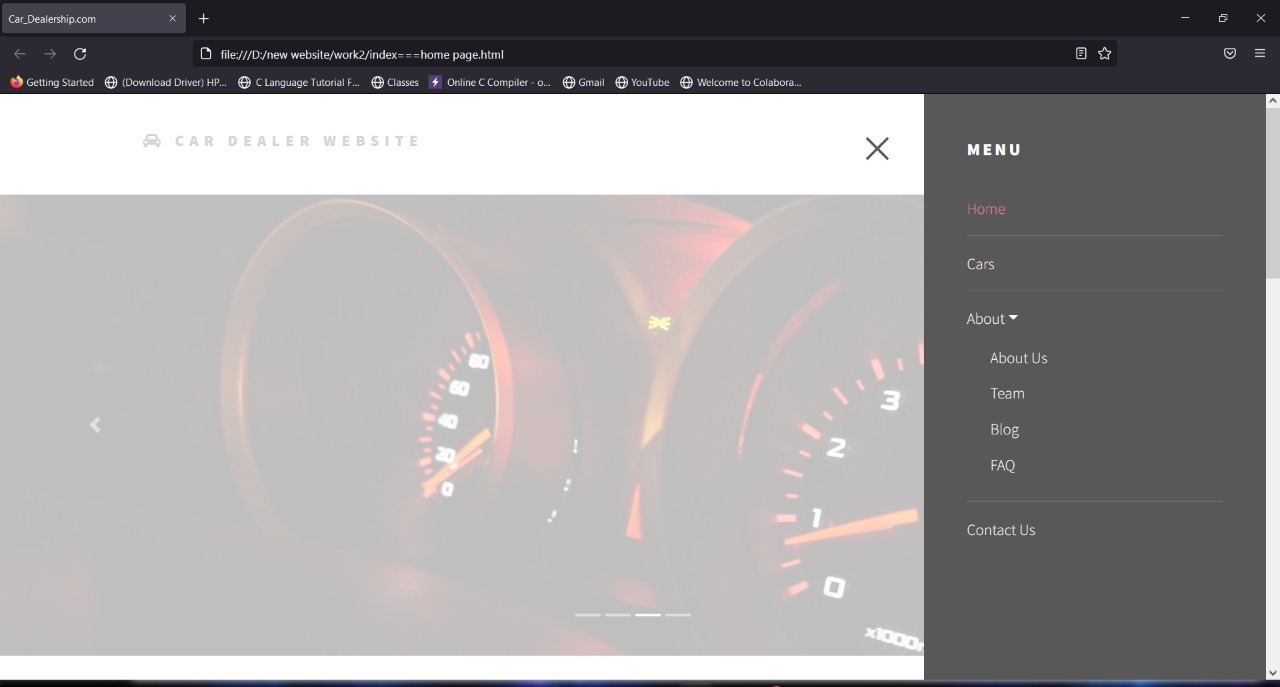 Car_Dealership.com
file:///D:/new website/work2/index===home page.html
Getting Started (Download Driver) HP... C Language Tutorial F... Classes Online C Compiler - o... Gmail YouTube Welcome to Colabora...
CAR DEALER WEBSITE
MENU
Home
Cars
About
About Us
Team
Blog
FAQ
Contact Us
80
60
40
20
0
3
2
1
0